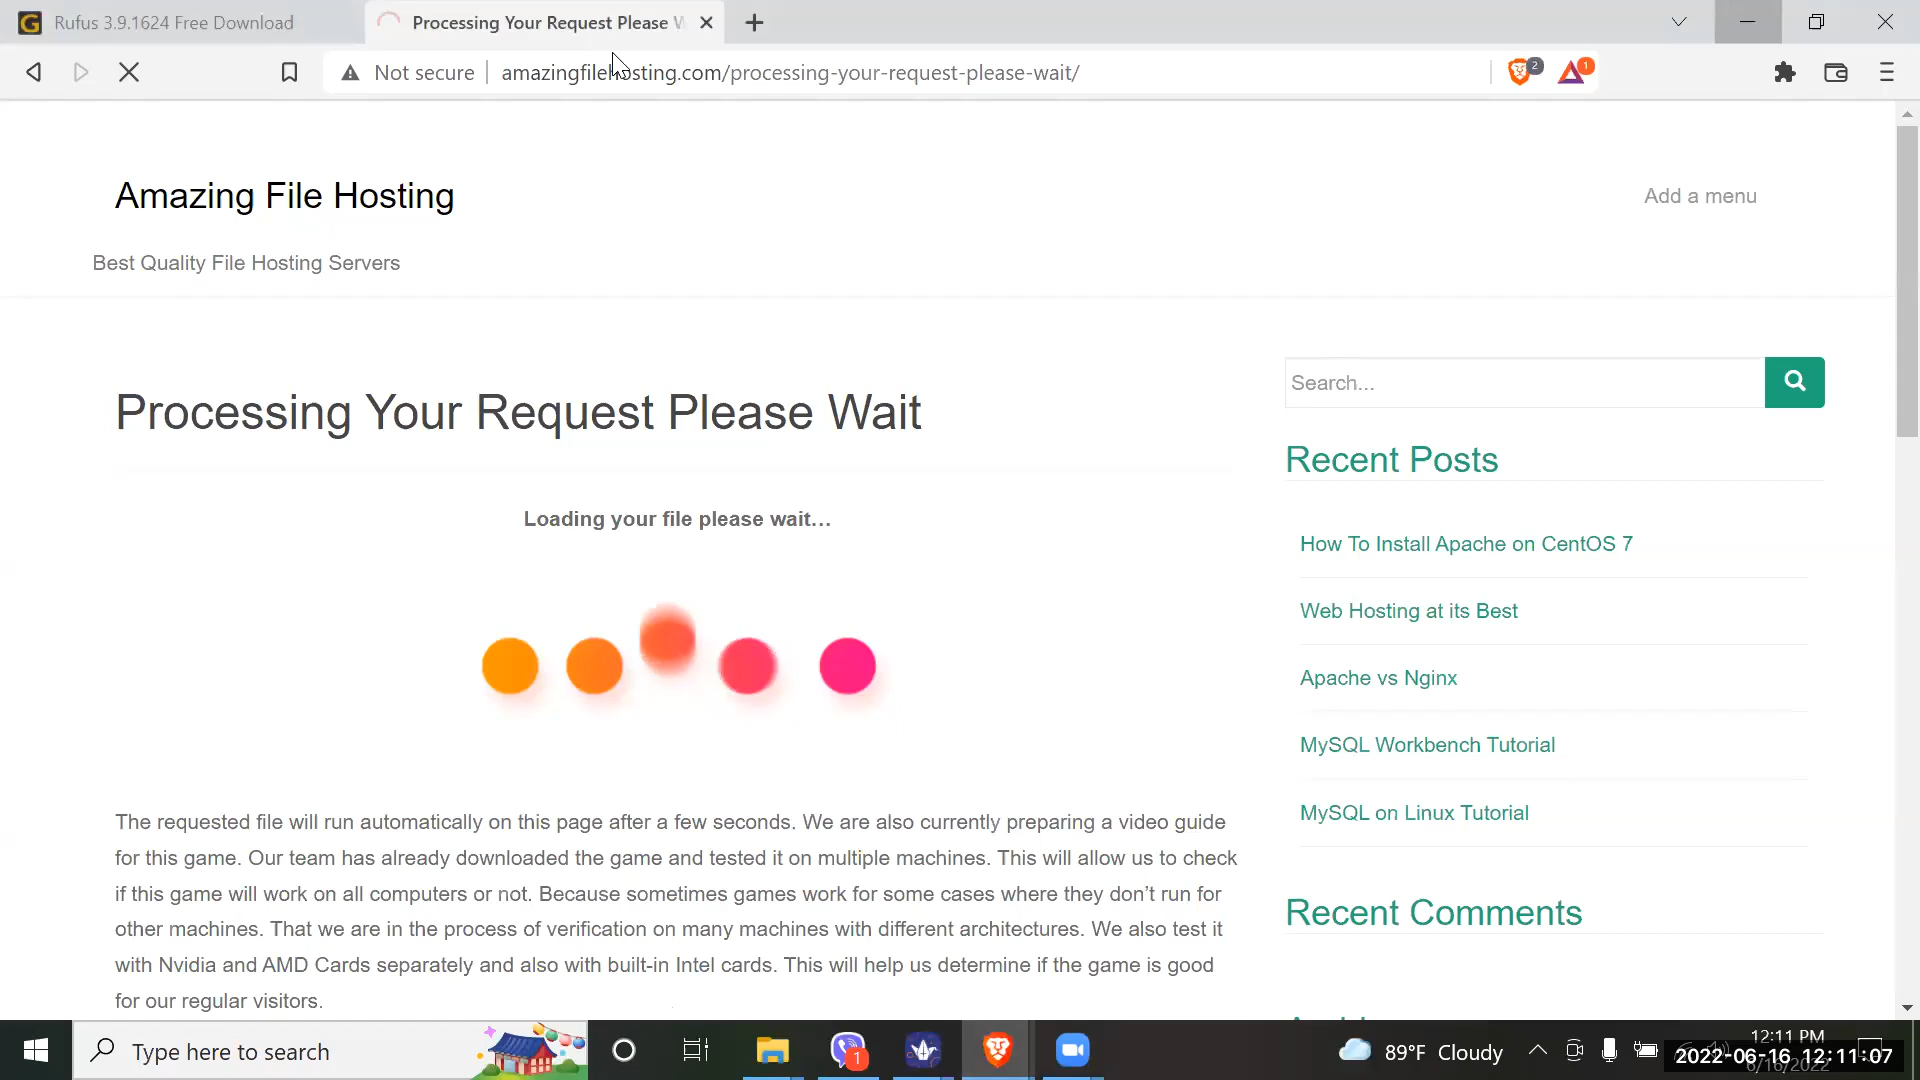 Rufus 3.9.1624 Free Download
Processing Your Request Please W
Not secure
amazingfilehosting.com/processing-your-request-please-wait/
2
1
Amazing File Hosting
Add a menu
Best Quality File Hosting Servers
Processing Your Request Please Wait
Loading your file please wait…
The requested file will run automatically on this page after a few seconds. We are also currently preparing a video guide
for this game. Our team has already downloaded the game and tested it on multiple machines. This will allow us to check
if this game will work on all computers or not. Because sometimes games work for some cases where they don’t run for
other machines. That we are in the process of verification on many machines with different architectures. We also test it
with Nvidia and AMD Cards separately and also with built-in Intel cards. This will help us determine if the game is good
for our regular visitors.
Search...
Recent Posts
How To Install Apache on CentOS 7
Web Hosting at its Best
Apache vs Nginx
MySQL Workbench Tutorial
MySQL on Linux Tutorial
Recent Comments
Type here to search
1
89°F Cloudy
12:11 PM
2022-06-16 12:11:07
6/16/2022